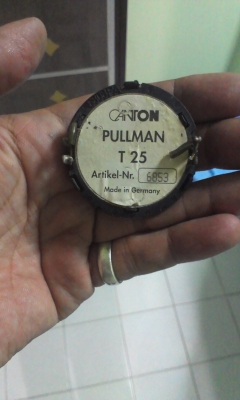 CANTON
PULLMAN
T 25
Artikel-Nr. 6853
Made in Germany